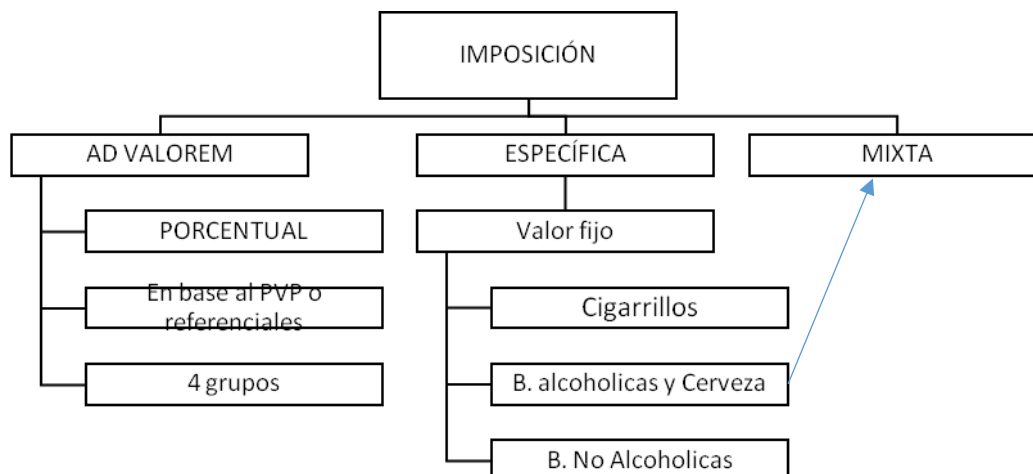 IMPOSICIÓN
AD VALOREM
ESPECÍFICA
MIXTA
PORCENTUAL
En base al PVP o
referenciales
4 grupos
Valor fijo
Cigarrillos
B. alcoholicas y Cerveza
B. No Alcoholicas